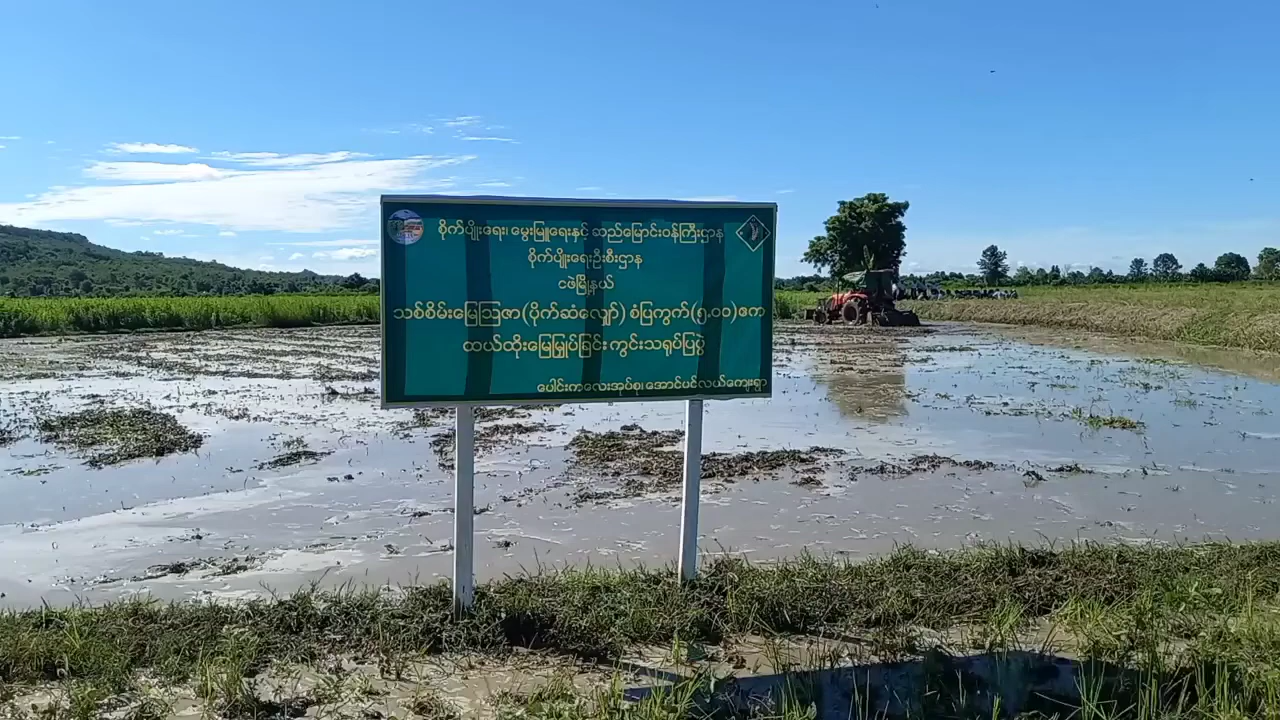 စိုက်ပျိုးရေး၊ မွေးမြူရေးနှင့် ဆည်မြောင်းဝန်ကြီးဌာန
စိုက်ပျိုးရေးဦးစီးဌာန
ငဖဲမြို့နယ်
သစ်စိမ်းမြေဩဇာ(ပိုက်ဆံလျှော်) စံပြကွက်(၅.၀၀)ဧက
ထယ်ထိုးမြေမြှုပ်ခြင်း ကွင်းသရုပ်ပြပွဲ
ပေါင်းကလေးအုပ်စု၊ အောင်ပင်လယ်ကျေးရွာ